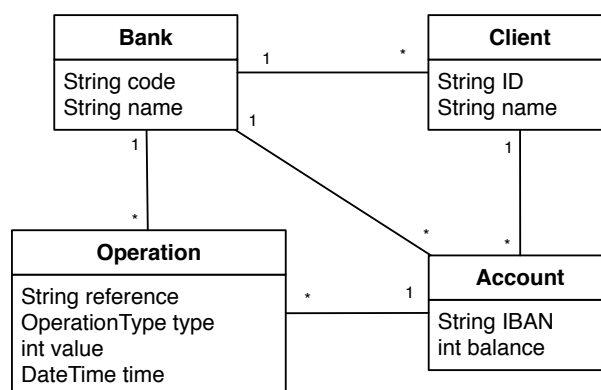 Bank
String code
String name
1
*
Client
String ID
String name
1
*
1
*
1
*
Operation
String reference
OperationType type
int value
DateTime time
*
1
Account
String IBAN
int balance